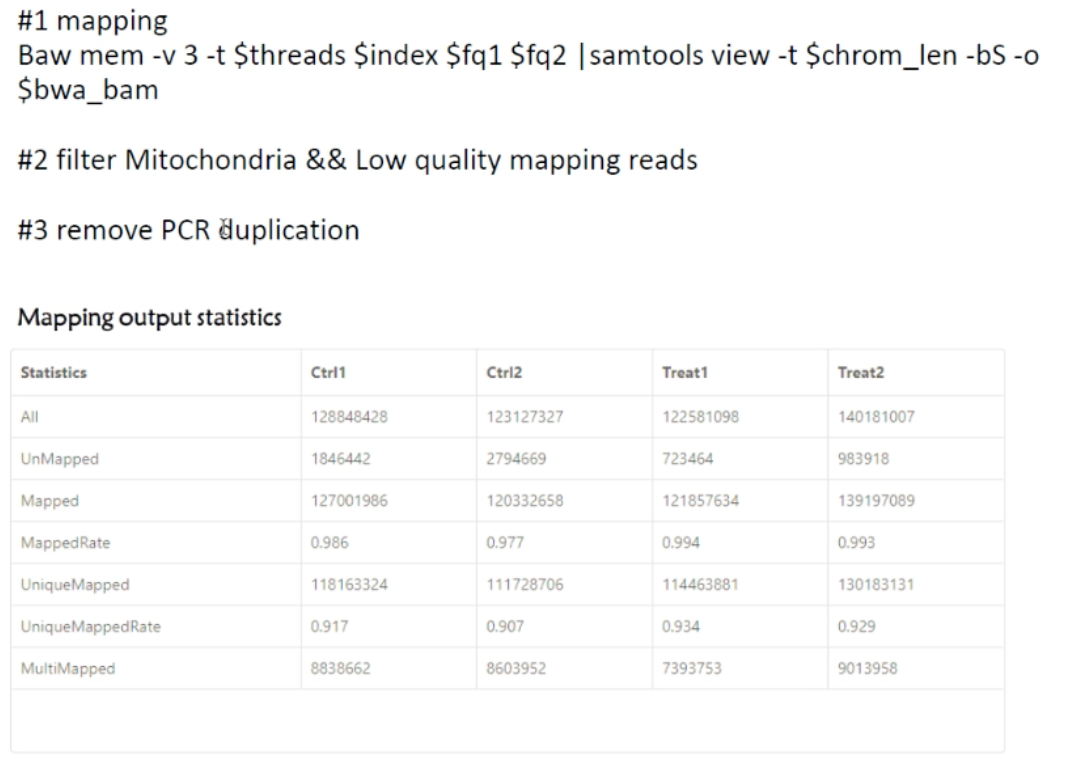 #1 mapping
Baw mem -v 3 -t $threads $index $fq1 $fq2 |samtools view -t $chrom_len -bS -o
$bwa_bam
#2 filter Mitochondria && Low quality mapping reads
#3 remove PCR duplication
Mapping output statistics
Statistics Ctrl1 Ctrl2 Treat1 Treat2
All 128848428 123127327 122581098 140181007
UnMapped 1846442 2794669 723464 983918
Mapped 127001986 120332658 121857634 139197089
MappedRate 0.986 0.977 0.994 0.993
UniqueMapped 118163324 111728706 114463881 130183131
UniqueMappedRate 0.917 0.907 0.934 0.929
MultiMapped 8838662 8603952 7393753 9013958